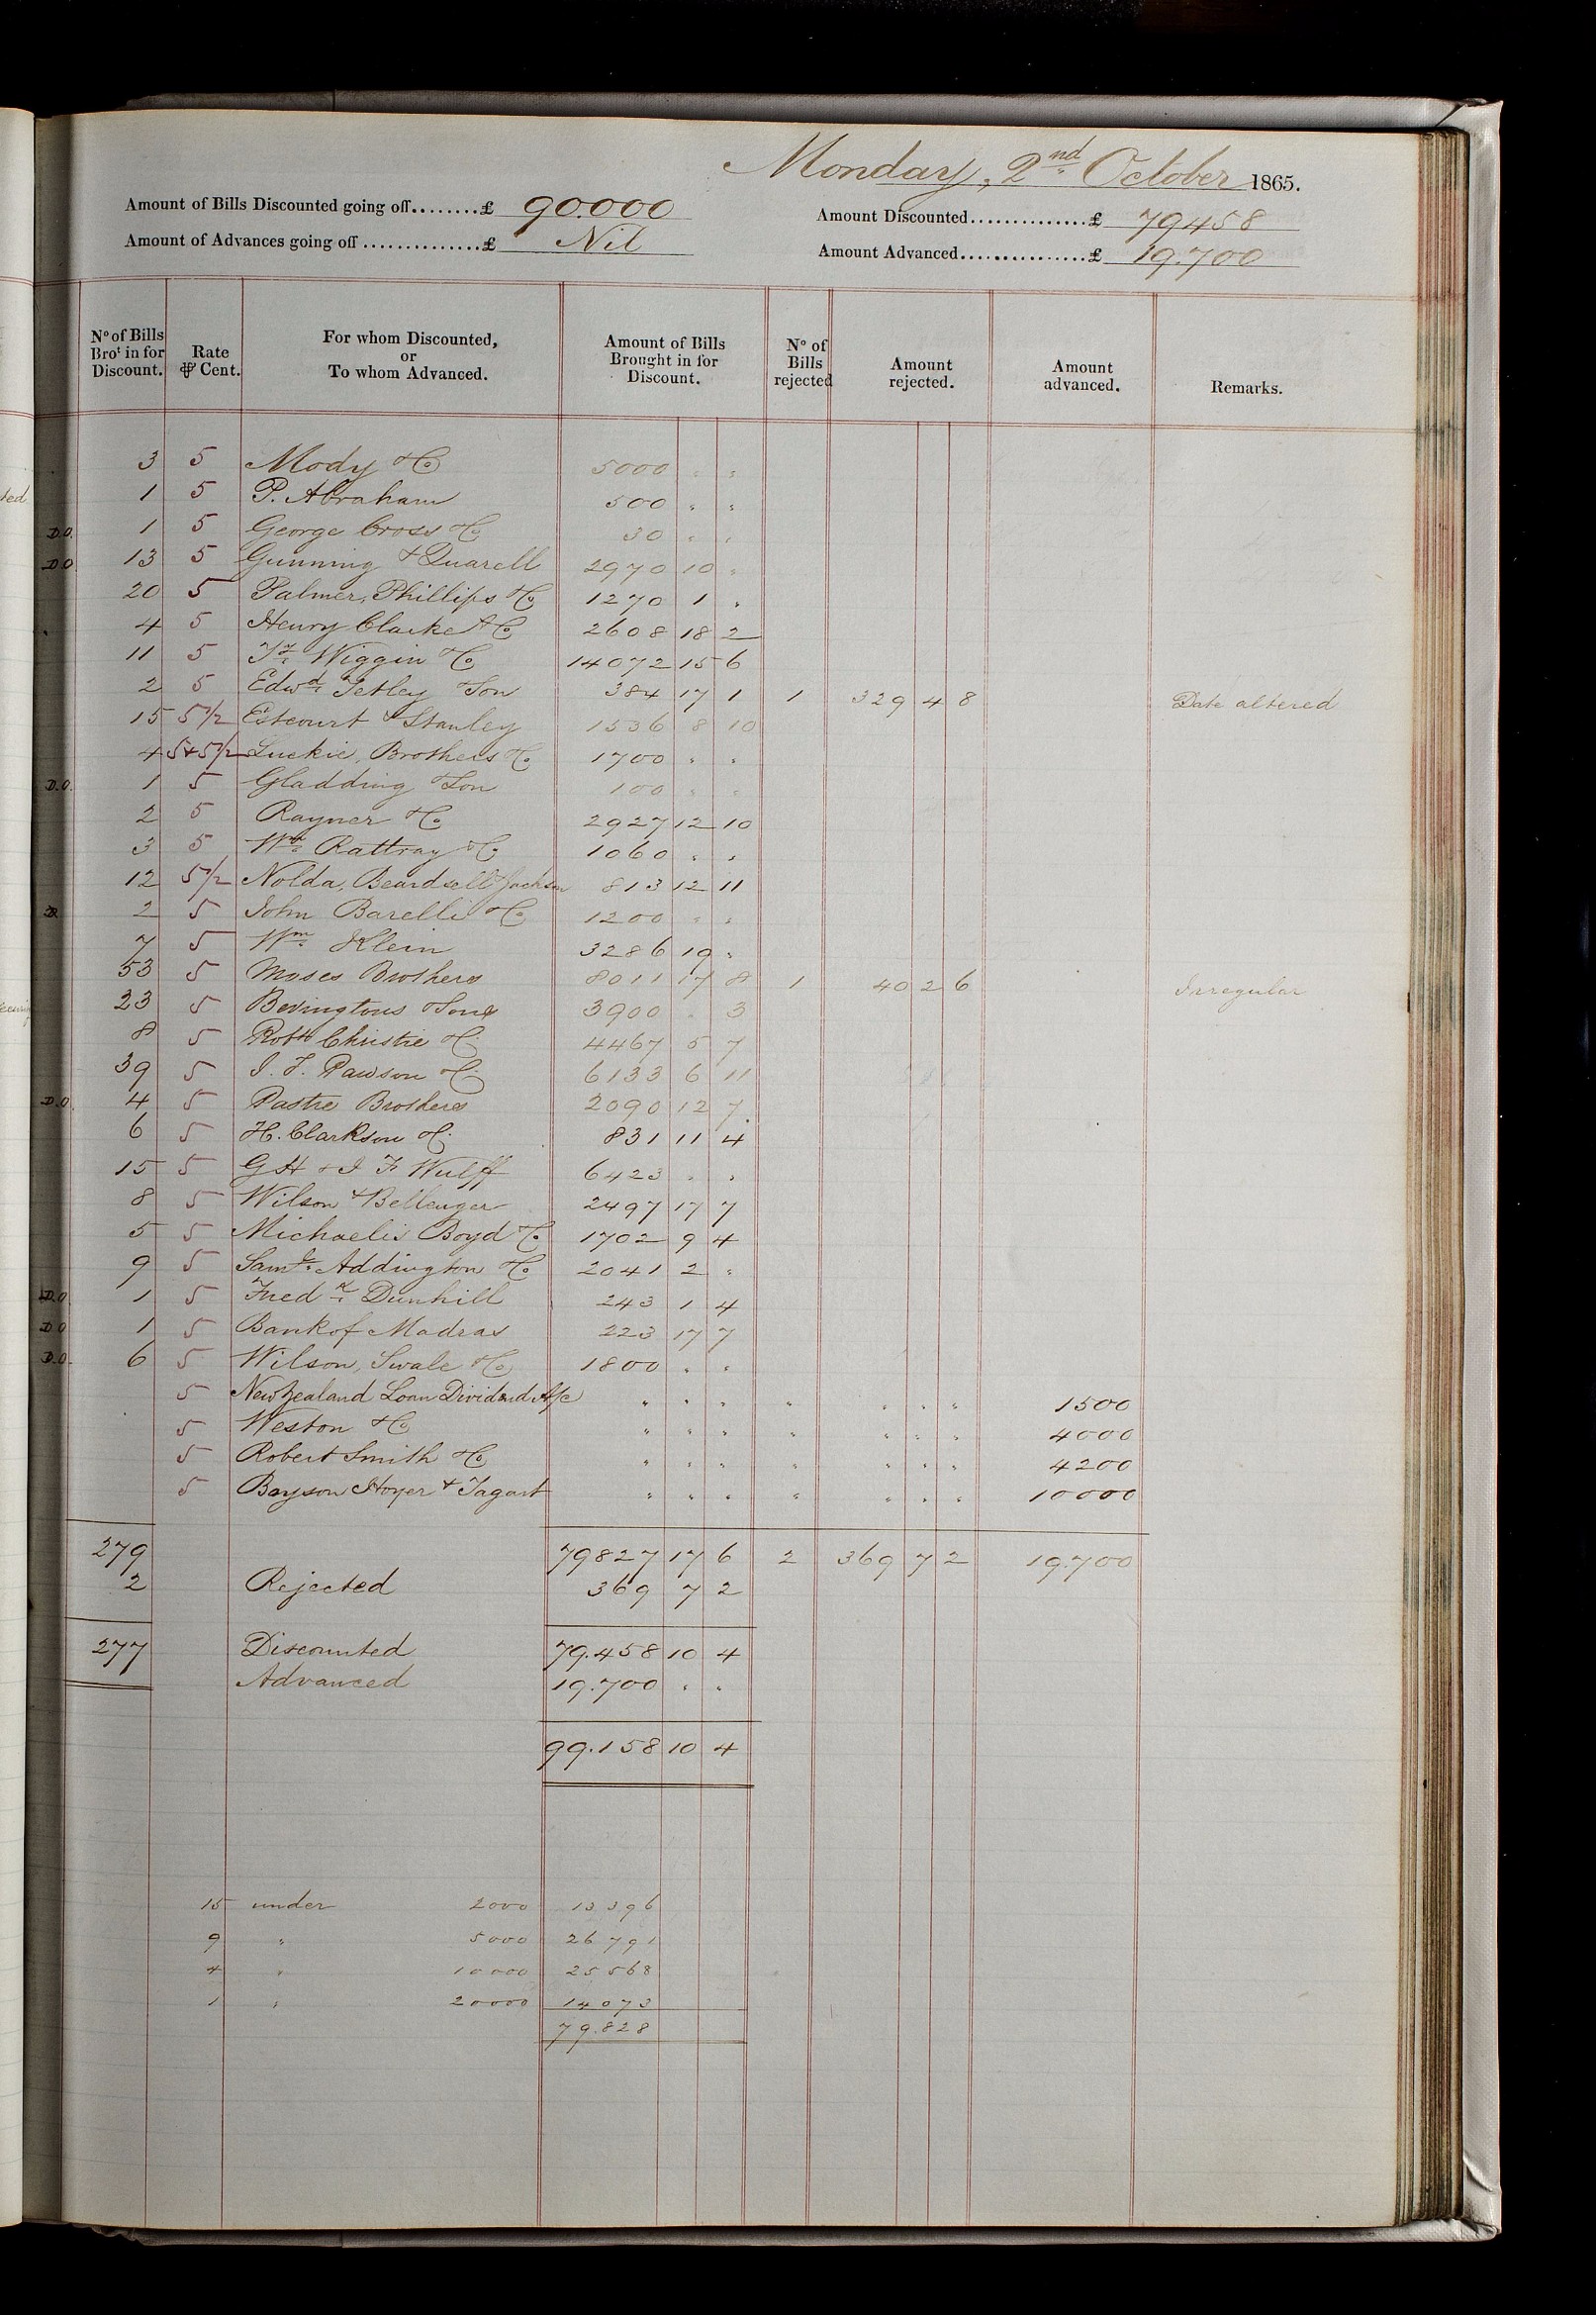 Monday, 2nd October 1865.
Amount of Bills Discounted going off........£ 90.000
Amount Discounted..............£ 79458
Amount of Advances going off..............£ Nil
Amount Advanced...............£ 19.700
No of Bills Brot in for Discount. Rate ⅌ Cent. For whom Discounted, or To whom Advanced. Amount of Bills Brought in for Discount. No of Bills rejected Amount rejected. Amount advanced. Remarks.
3 5 Mody & Co 5000 " "
1 5 P. Abraham 500 " "
D.O. 1 5 George Cross & Co 30 " "
D.O. 13 5 Gunning & Quarell 2970 10 "
20 5 Palmer, Phillips & Co 1270 1 "
4 5 Henry Clarke & Co 2608 18 2
11 5 Wiggin & Co 14072 15 6
2 5 Edwd. Tetley & Son 384 17 1 1 329 4 8 Date altered
15 5 1/2 Estcourt & Stanley 1536 8 10
4 5 & 5 1/2 Luckie, Brothers & Co 1700 " "
D.O. 1 5 Gladding & Son 100 " "
2 5 Rayner & Co 2927 12 10
3 5 Wm. Rattray & Co 1060 " "
12 5 1/2 Nolda, Beardsell & Jackson 813 12 11
2 5 John Barelli & Co 1200 " "
7 5 Wm. Klein 3286 19 "
53 5 Moses Brothers 8011 17 8 1 40 2 6 Irregular
23 5 Bevingtons & Sons 3900 " 3
8 5 Robt. Christie & Co 4467 5 7
39 5 J. F. Pawson & Co 6133 6 11
D.O. 4 5 Pastre Brothers 2090 12 7
6 5 H. Clarkson & Co 831 11 4
15 5 G H & J F Wulff 6423 " "
8 5 Wilson & Bellenger 2497 17 7
5 5 Michaelis Boyd & Co 1702 9 4
9 5 Saml. Addington & Co 2041 2 "
D.O. 1 5 Fredk. Dunhill 243 1 4
D.O. 1 5 Bank of Madras 223 17 7
D.O. 6 5 Wilson, Swale & Co 1800 " "
5 New Zealand Loan Dividend A/c " " " " " " " 1500
5 Weston & Co " " " " " " " 4000
5 Robert Smith & Co " " " " " " " 4200
5 Hoyer & Tagart " " " " " " " 10000
279 79827 17 6 2 369 7 2 19.700
2 Rejected 369 7 2
277 Discounted 79.458 10 4
Advanced 19.700 " "
99.158 10 4
15 under 2000 13396
9 " 5000 26791
4 " 10000 25568
1 " 20000 14073
79.828